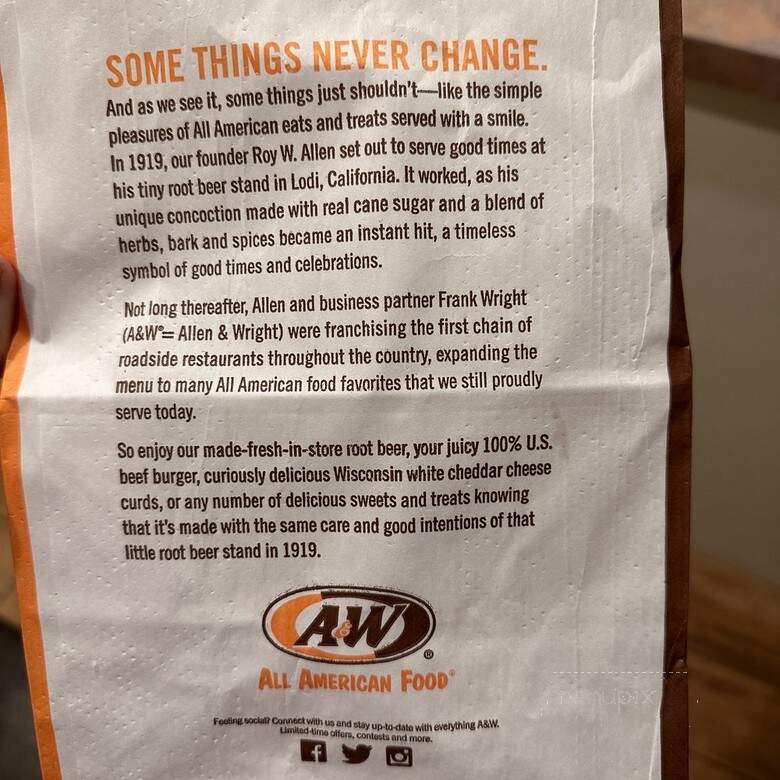 SOME THINGS NEVER CHANGE.
And as we see it, some things just shouldn't—like the simple
pleasures of All American eats and treats served with a smile.
In 1919, our founder Roy W. Allen set out to serve good times at
his tiny root beer stand in Lodi, California. It worked, as his
unique concoction made with real cane sugar and a blend of
herbs, bark and spices became an instant hit, a timeless
symbol of good times and celebrations.
Not long thereafter, Allen and business partner Frank Wright
(A&W®= Allen & Wright) were franchising the first chain of
roadside restaurants throughout the country, expanding the
menu to many All American food favorites that we still proudly
serve today.
So enjoy our made-fresh-in-store root beer, your juicy 100% U.S.
beef burger, curiously delicious Wisconsin white cheddar cheese
curds, or any number of delicious sweets and treats knowing
that it's made with the same care and good intentions of that
little root beer stand in 1919.
A&W®
ALL AMERICAN FOOD®
Feeling social? Connect with us and stay up-to-date with everything A&W.
Limited-time offers, contests and more.